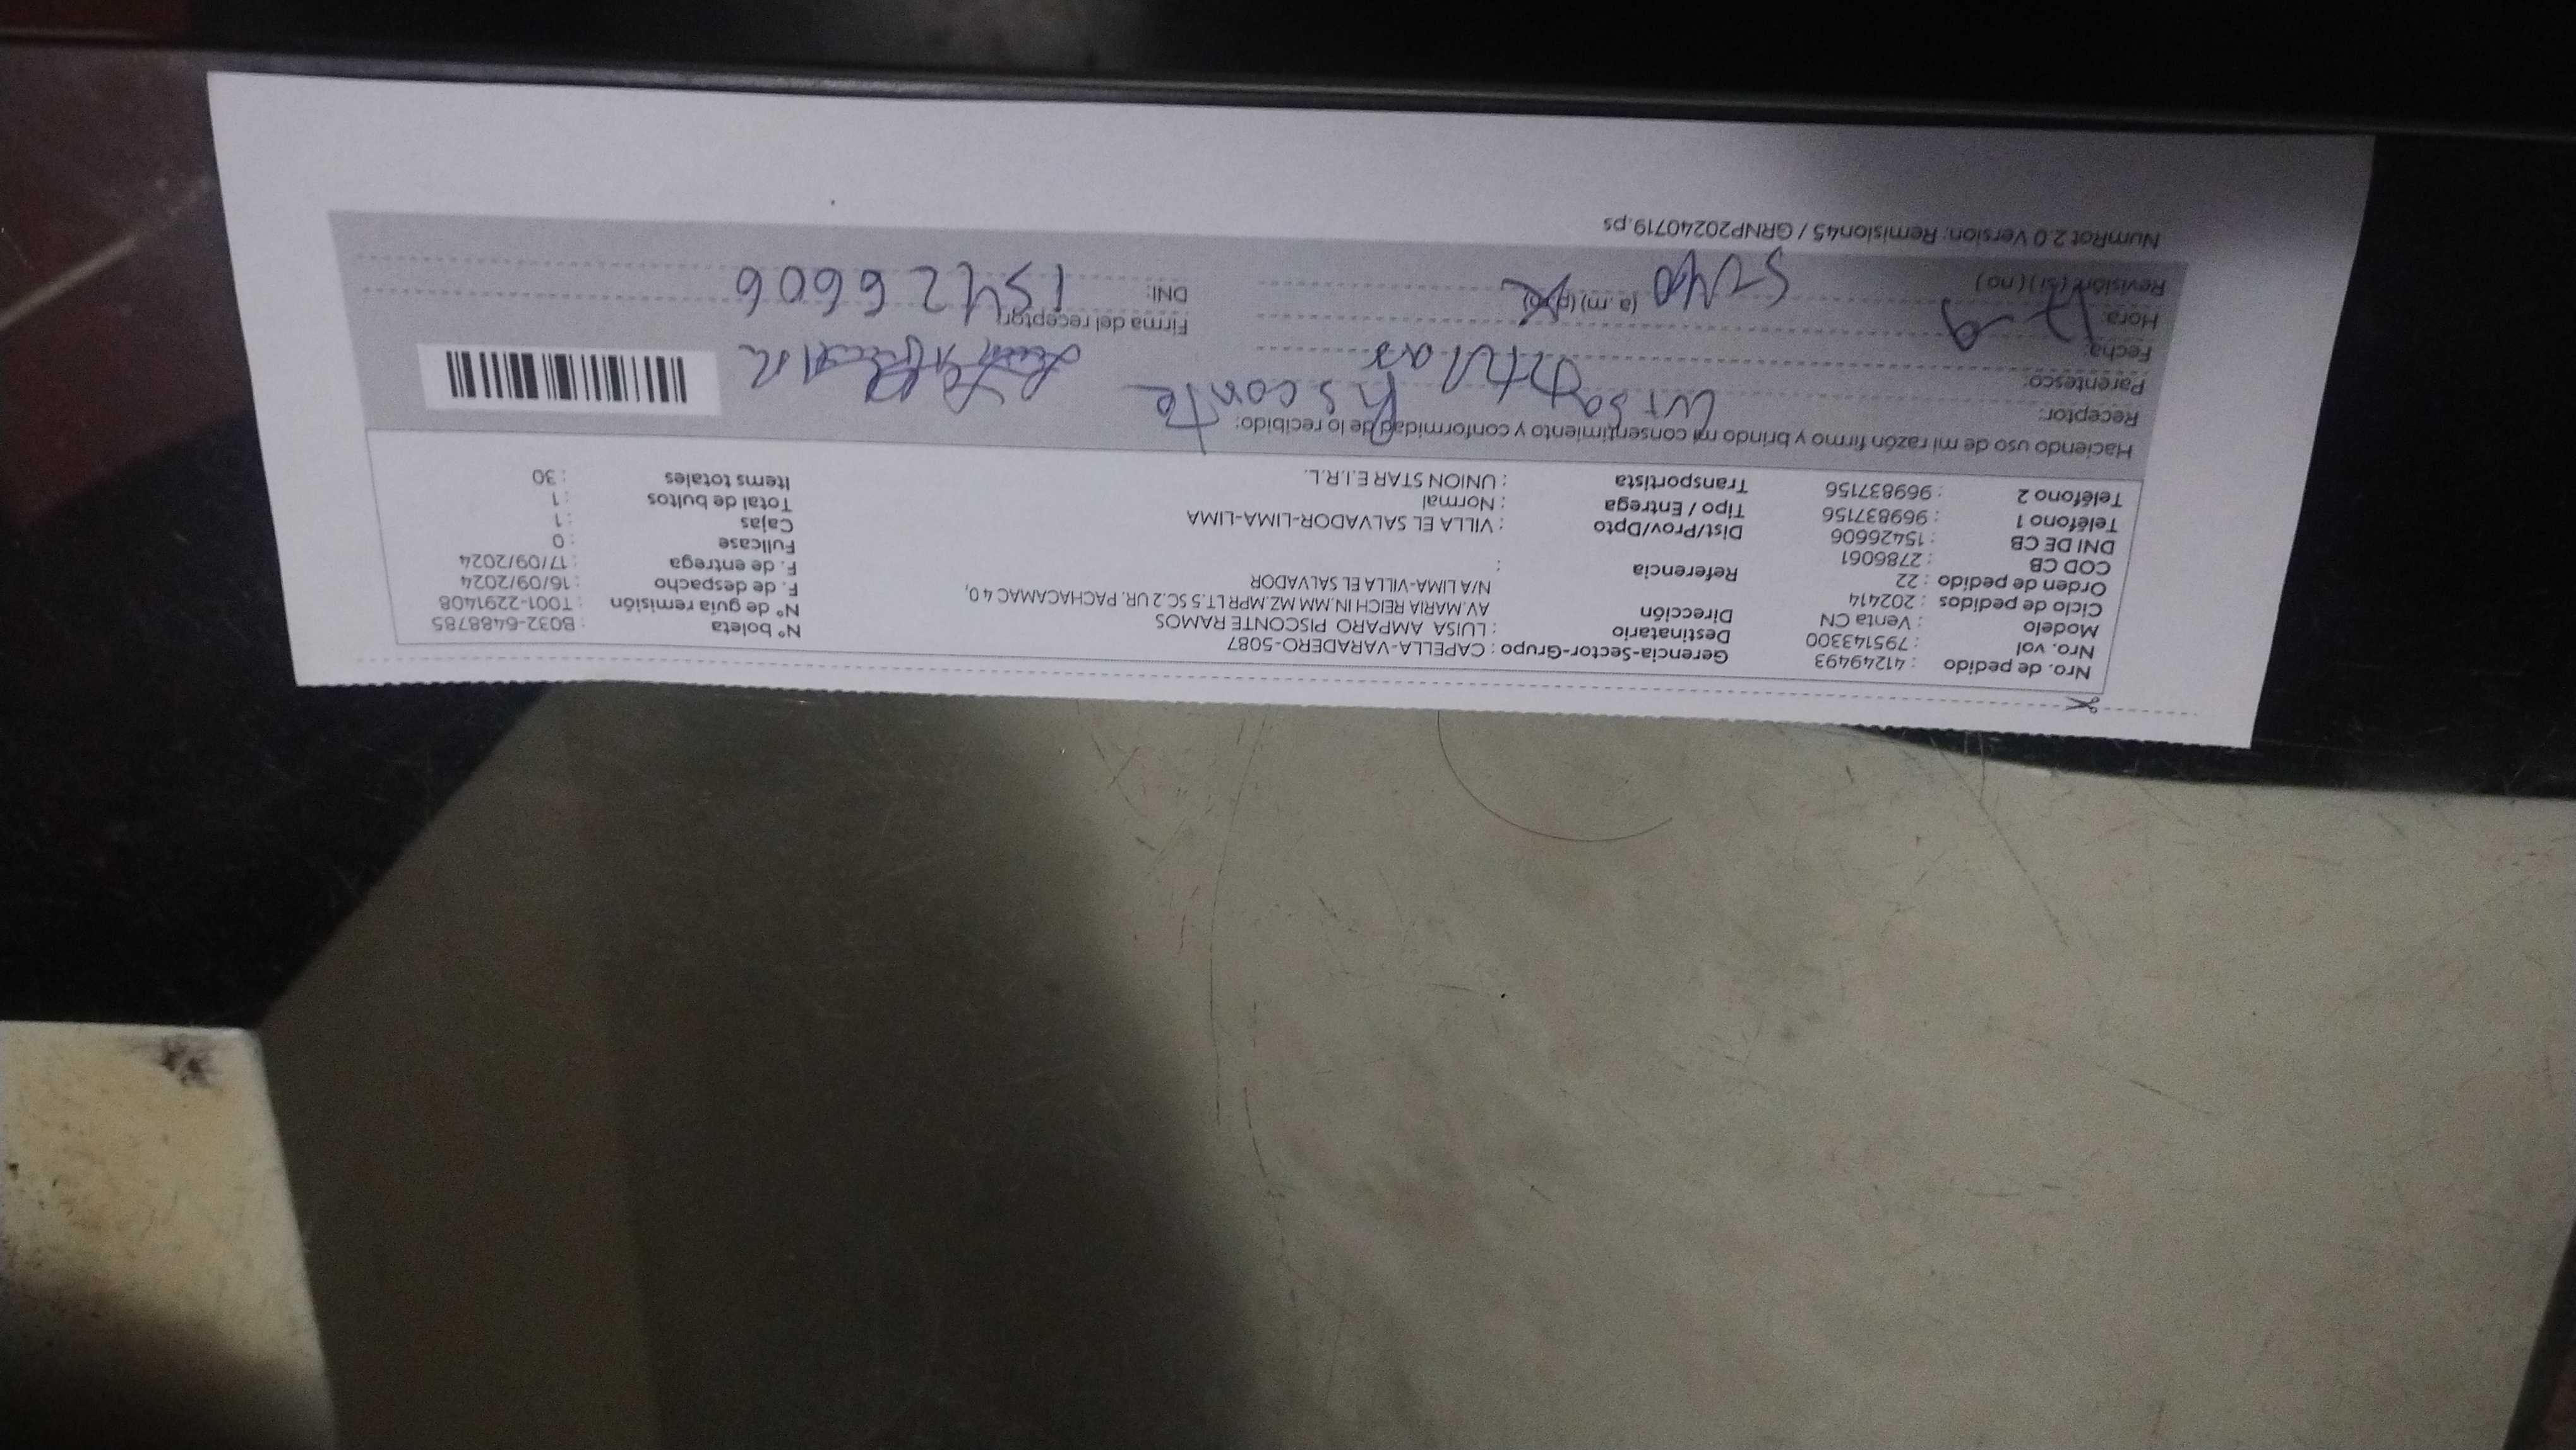 Nro. de pedido : 41249493 Gerencia-Sector-Grupo : CAPELLA-VARADERO-5087 N° boleta : B032-6488785
Nro. vol : 795143300 Destinatario : LUISA AMPARO PISCONTE RAMOS N° de guía remisión : T001-2291408
Modelo : Venta CN Dirección AV.MARIA REICH IN.MM MZ.MPR LT.5 SC.2 UR. PACHACAMAC 4 0, F. de despacho : 16/09/2024
Ciclo de pedidos : 202414 N/A LIMA-VILLA EL SALVADOR F. de entrega : 17/09/2024
Orden de pedido : 22 Referencia : Fullcase : 0
COD CB : 2786061 Dist/Prov/Dpto : VILLA EL SALVADOR-LIMA-LIMA Cajas : 1
DNI DE CB : 15426606 Tipo / Entrega : Normal Total de bultos : 1
Teléfono 1 : 969837156 Transportista : UNION STAR E.I.R.L. Items totales : 30
Teléfono 2 : 969837156
Haciendo uso de mi razón firmo y brindo mi consentimiento y conformidad de lo recibido:
Receptor: Luisa Pisconte
Parentesco: Titular
Fecha: 17-9
Hora: 5:40 (a.m) (p.m) Firma del receptor:
Revisión: (si) (no) DNI: 15426606
NumRot 2.0 Version: Remision45 / GRNP20240719.ps